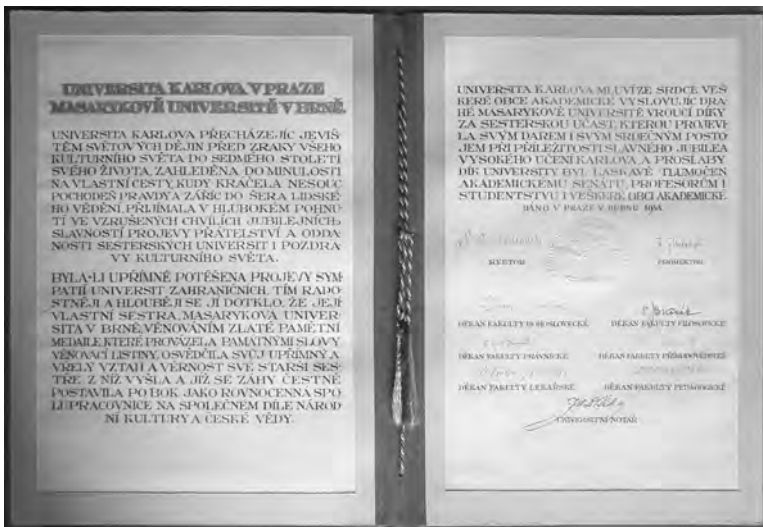 UNIVERSITA KARLOVA V PRAZE
MASARYKOVĚ UNIVERSITĚ V BRNĚ.
UNIVERSITA KARLOVA PŘECHÁZEJÍC JEVIŠ-
TĚM SVĚTOVÝCH DĚJIN PŘED ZRAKY VŠEHO
KULTURNÍHO SVĚTA DO SEDMÉHO STOLETÍ
SVÉHO ŽIVOTA, ZAHLEDĚNA DO MINULOSTI
NA VLASTNÍ CESTY, KUDY KRÁČELA NESOUC
POCHODEŇ PRAVDY A ZÁŘÍC DO ŠERA LIDSKÉ-
HO VĚDĚNÍ, PŘIJÍMALA V HLUBOKÉM POHNU-
TÍ VE VZRUŠENÝCH CHVÍLÍCH JUBILEJNÍCH
SLAVNOSTÍ PROJEVY PŘÁTELSTVÍ A ODDA-
NOSTI SESTERSKÝCH UNIVERSIT I POZDRA-
VY KULTURNÍHO SVĚTA.
BYLA-LI UPŘÍMNĚ POTĚŠENA PROJEVY SYM-
PATIÍ UNIVERSIT ZAHRANIČNÍCH, TÍM RADO-
STNĚJI A HLOUBĚJI SE JÍ DOTKLO, ŽE JEJÍ
VLASTNÍ SESTRA, MASARYKOVA UNIVER-
SITA V BRNĚ, VĚNOVÁNÍM ZLATÉ PAMĚTNÍ
MEDAILE, KTERÉ PROVÁZELA PAMÁTNÝMI SLOVY
VĚNOVACÍ LISTINY, OSVĚDČILA SVŮJ UPŘÍMNÝ A
VŘELÝ VZTAH A VĚRNOST SVÉ STARŠÍ SES-
TŘE, Z NÍŽ VYŠLA A JÍŽ SE ZÁHY ČESTNĚ
POSTAVILA PO BOK JAKO ROVNOCENNÁ SPO-
LUPRACOVNICE NA SPOLEČNÉM DÍLE NÁROD-
NÍ KULTURY A ČESKÉ VĚDY.
UNIVERSITA KARLOVA MLUVÍ ZE SRDCE VEŠ-
KERÉ OBCE AKADEMICKÉ VYSLOVUJÍC DRA-
HÉ MASARYKOVĚ UNIVERSITĚ VROUCÍ DÍKY
ZA SESTERSKOU ÚČAST, KTEROU PROJEVI-
LA SVÝM DAREM I SVÝM SRDEČNÝM POSTO-
JEM PŘI PŘÍLEŽITOSTI SLAVNÉHO JUBILEA
VYSOKÉHO UČENÍ KARLOVA, A PROSÍ, ABY
DÍK UNIVERSITY BYL LASKAVĚ TLUMOČEN
AKADEMICKÉMU SENÁTU, PROFESORŮM I
STUDENTSTVU I VEŠKERÉ OBCI AKADEMICKÉ
DÁNO V PRAZE V DUBNU 1948.
REKTOR PROREKTOR
DĚKAN FAKULTY BOHOSLOVECKÉ DĚKAN FAKULTY FILOSOFICKÉ
DĚKAN FAKULTY PRÁVNICKÉ DĚKAN FAKULTY PŘÍRODOVĚDECKÉ
DĚKAN FAKULTY LÉKAŘSKÉ DĚKAN FAKULTY PEDAGOGICKÉ
UNIVERSITNÍ NOTÁŘ